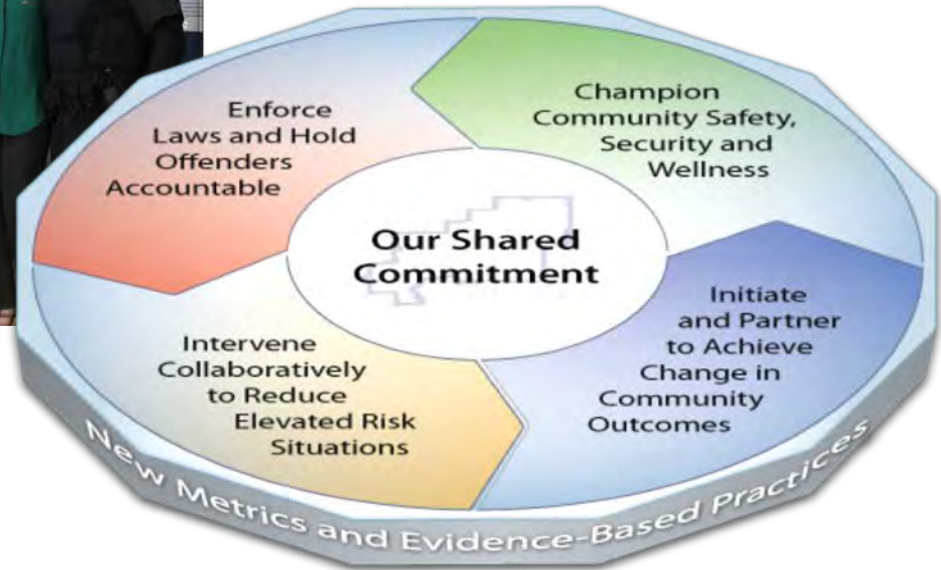 Enforce
Laws and Hold
Offenders
Accountable
Champion
Community Safety,
Security and
Wellness
Our Shared
Commitment
Intervene
Collaboratively
to Reduce
Elevated Risk
Situations
Initiate
and Partner
to Achieve
Change in
Community
Outcomes
New Metrics and Evidence-Based Practices